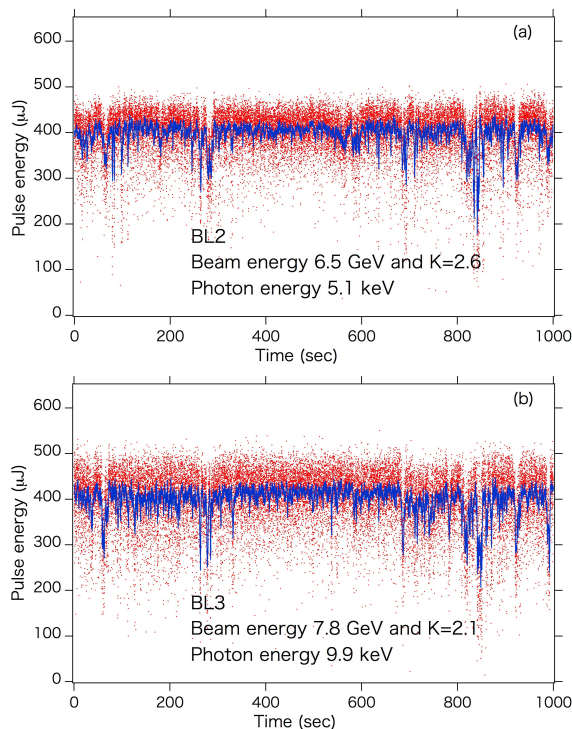 (a)
Pulse energy (μJ)
600
500
400
300
200
100
0
BL2
Beam energy 6.5 GeV and K=2.6
Photon energy 5.1 keV
0 200 400 600 800 1000
Time (sec)
(b)
Pulse energy (μJ)
600
500
400
300
200
100
0
BL3
Beam energy 7.8 GeV and K=2.1
Photon energy 9.9 keV
0 200 400 600 800 1000
Time (sec)